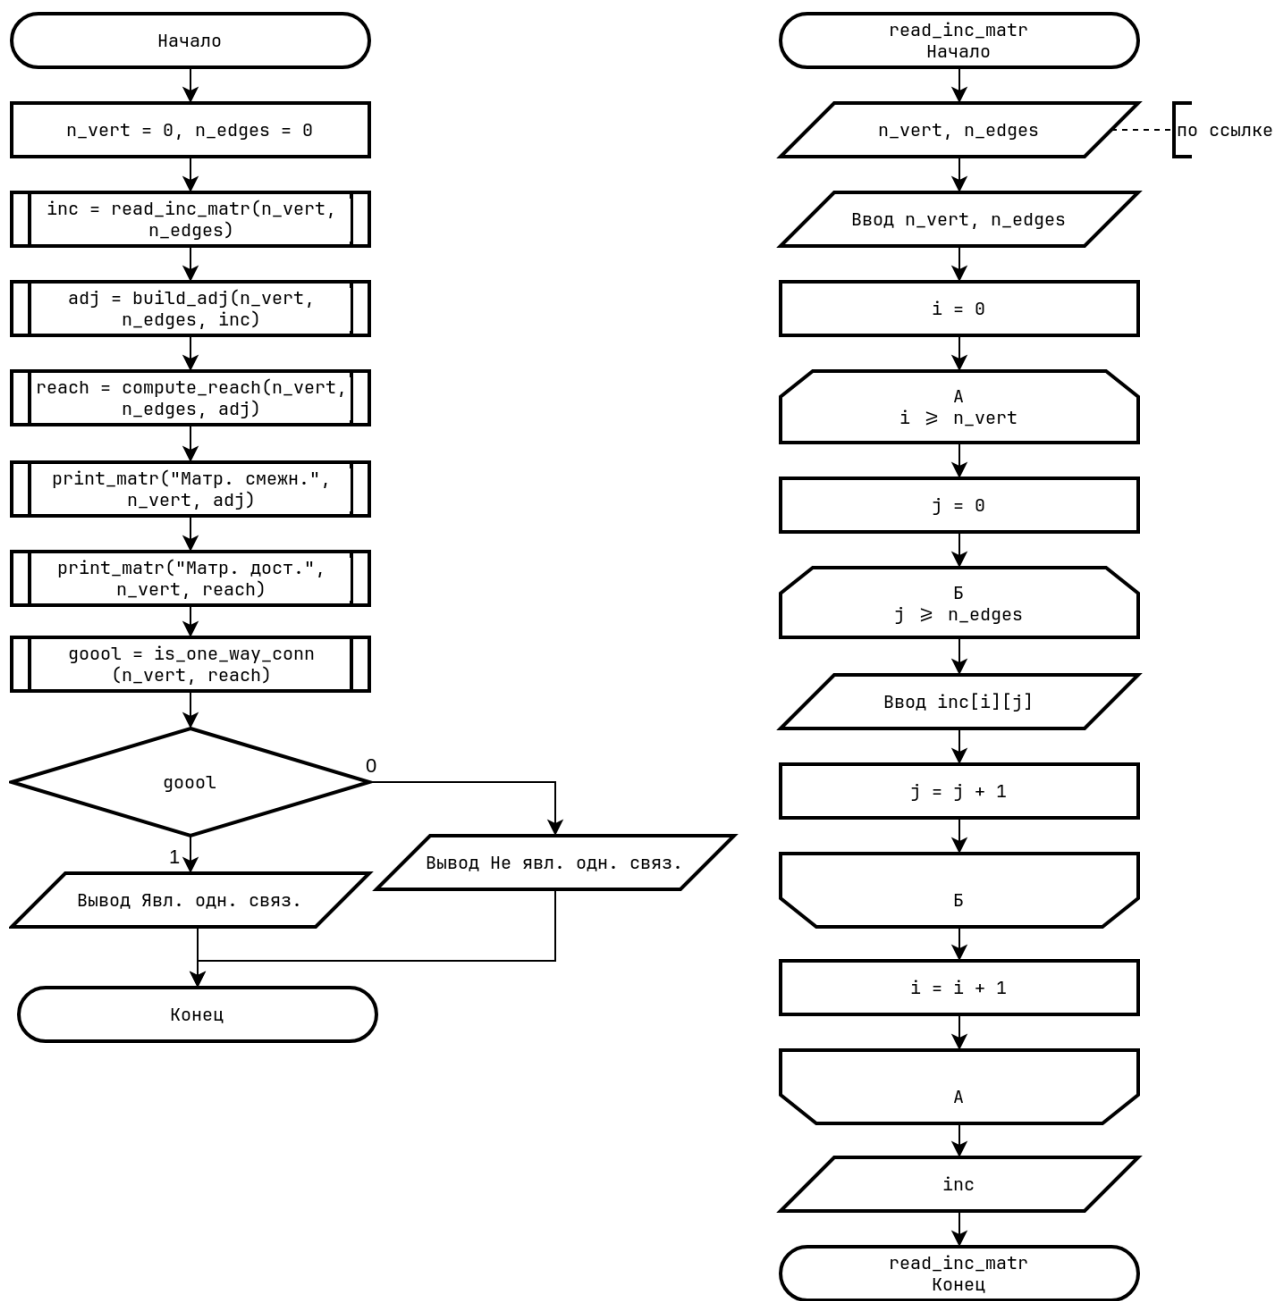 Начало
n_vert = 0, n_edges = 0
inc = read_inc_matr(n_vert,
n_edges)
adj = build_adj(n_vert,
n_edges, inc)
reach = compute_reach(n_vert,
n_edges, adj)
print_matr("Матр. смежн.",
n_vert, adj)
print_matr("Матр. дост.",
n_vert, reach)
goool = is_one_way_conn
(n_vert, reach)
goool
0
1
Вывод Не явл. одн. связ.
Вывод Явл. одн. связ.
Конец
read_inc_matr
Начало
n_vert, n_edges
по ссылке
Ввод n_vert, n_edges
i = 0
А
i ⩾ n_vert
j = 0
Б
j ⩾ n_edges
Ввод inc[i][j]
j = j + 1
Б
i = i + 1
А
inc
read_inc_matr
Конец